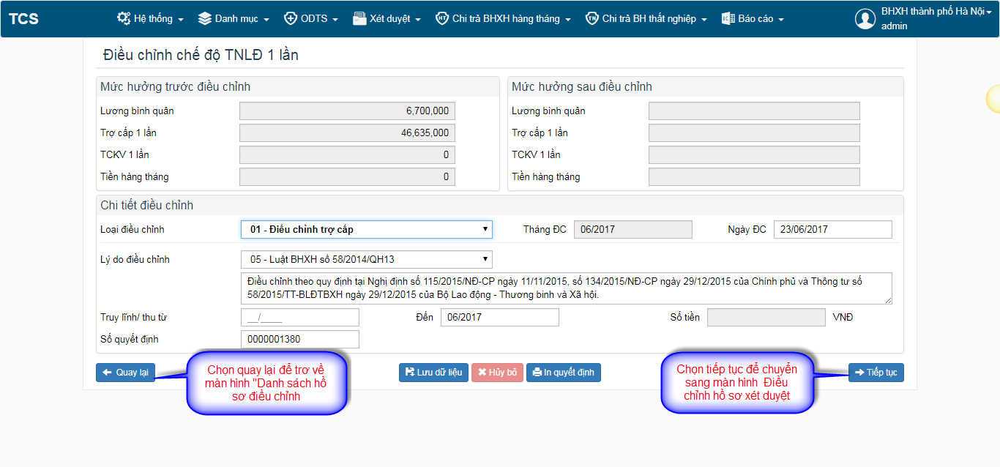 TCS
Hệ thống
Danh mục
ODTS
Xét duyệt
HT
Chi trả BHXH hàng tháng
TN
Chi trả BH thất nghiệp
BC
Báo cáo
BHXH thành phố Hà Nội
admin
Điều chỉnh chế độ TNLĐ 1 lần
Mức hưởng trước điều chỉnh
Lương bình quân 6,700,000
Trợ cấp 1 lần 46,635,000
TCKV 1 lần 0
Tiền hàng tháng 0
Mức hưởng sau điều chỉnh
Lương bình quân
Trợ cấp 1 lần
TCKV 1 lần
Tiền hàng tháng
Chi tiết điều chỉnh
Loại điều chỉnh 01 - Điều chỉnh trợ cấp Tháng ĐC 06/2017 Ngày ĐC 23/06/2017
Lý do điều chỉnh 05 - Luật BHXH số 58/2014/QH13
Điều chỉnh theo quy định tại Nghị định số 115/2015/NĐ-CP ngày 11/11/2015, số 134/2015/NĐ-CP ngày 29/12/2015 của Chính phủ và Thông tư số
58/2015/TT-BLĐTBXH ngày 29/12/2015 của Bộ Lao động - Thương binh và Xã hội.
Truy lĩnh/ thu từ __/____ Đến 06/2017 Số tiền VNĐ
Số quyết định 0000001380
Quay lại
Chọn quay lại để trơ về
màn hình "Danh sách hồ
sơ điều chỉnh
Lưu dữ liệu
Hủy bỏ
In quyết định
Chọn tiếp tục để chuyển
sang màn hình Điều
chỉnh hồ sơ xét duyệt
Tiếp tục